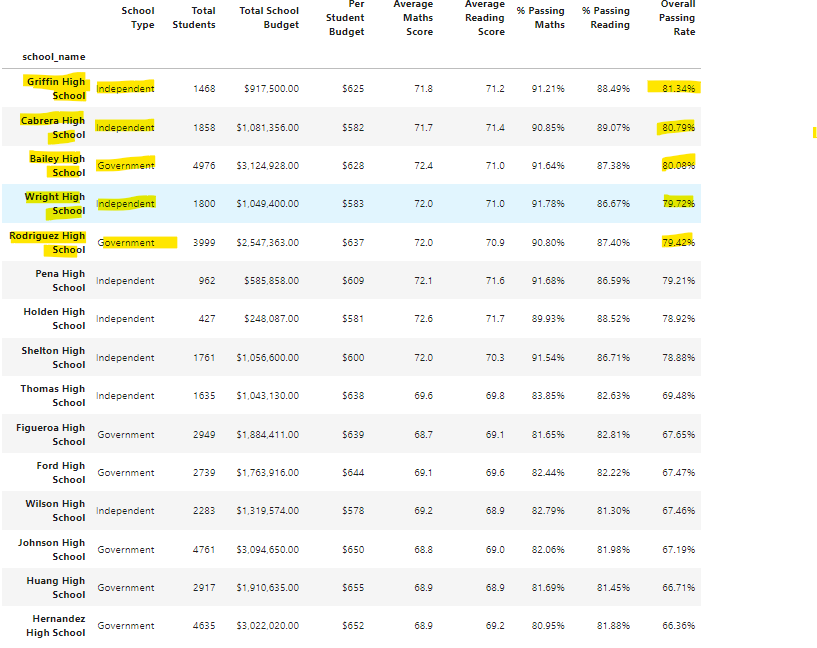 School Type Total Students Total School Budget Per Student Budget Average Maths Score Average Reading Score % Passing Maths % Passing Reading Overall Passing Rate
school_name
Griffin High School Independent 1468 $917,500.00 $625 71.8 71.2 91.21% 88.49% 81.34%
Cabrera High School Independent 1858 $1,081,356.00 $582 71.7 71.4 90.85% 89.07% 80.79%
Bailey High School Government 4976 $3,124,928.00 $628 72.4 71.0 91.64% 87.38% 80.08%
Wright High School Independent 1800 $1,049,400.00 $583 72.0 71.0 91.78% 86.67% 79.72%
Rodriguez High School Government 3999 $2,547,363.00 $637 72.0 70.9 90.80% 87.40% 79.42%
Pena High School Independent 962 $585,858.00 $609 72.1 71.6 91.68% 86.59% 79.21%
Holden High School Independent 427 $248,087.00 $581 72.6 71.7 89.93% 88.52% 78.92%
Shelton High School Independent 1761 $1,056,600.00 $600 72.0 70.3 91.54% 86.71% 78.88%
Thomas High School Independent 1635 $1,043,130.00 $638 69.6 69.8 83.85% 82.63% 69.48%
Figueroa High School Government 2949 $1,884,411.00 $639 68.7 69.1 81.65% 82.81% 67.65%
Ford High School Government 2739 $1,763,916.00 $644 69.1 69.6 82.44% 82.22% 67.47%
Wilson High School Independent 2283 $1,319,574.00 $578 69.2 68.9 82.79% 81.30% 67.46%
Johnson High School Government 4761 $3,094,650.00 $650 68.8 69.0 82.06% 81.98% 67.19%
Huang High School Government 2917 $1,910,635.00 $655 68.9 68.9 81.69% 81.45% 66.71%
Hernandez High School Government 4635 $3,022,020.00 $652 68.9 69.2 80.95% 81.88% 66.36%